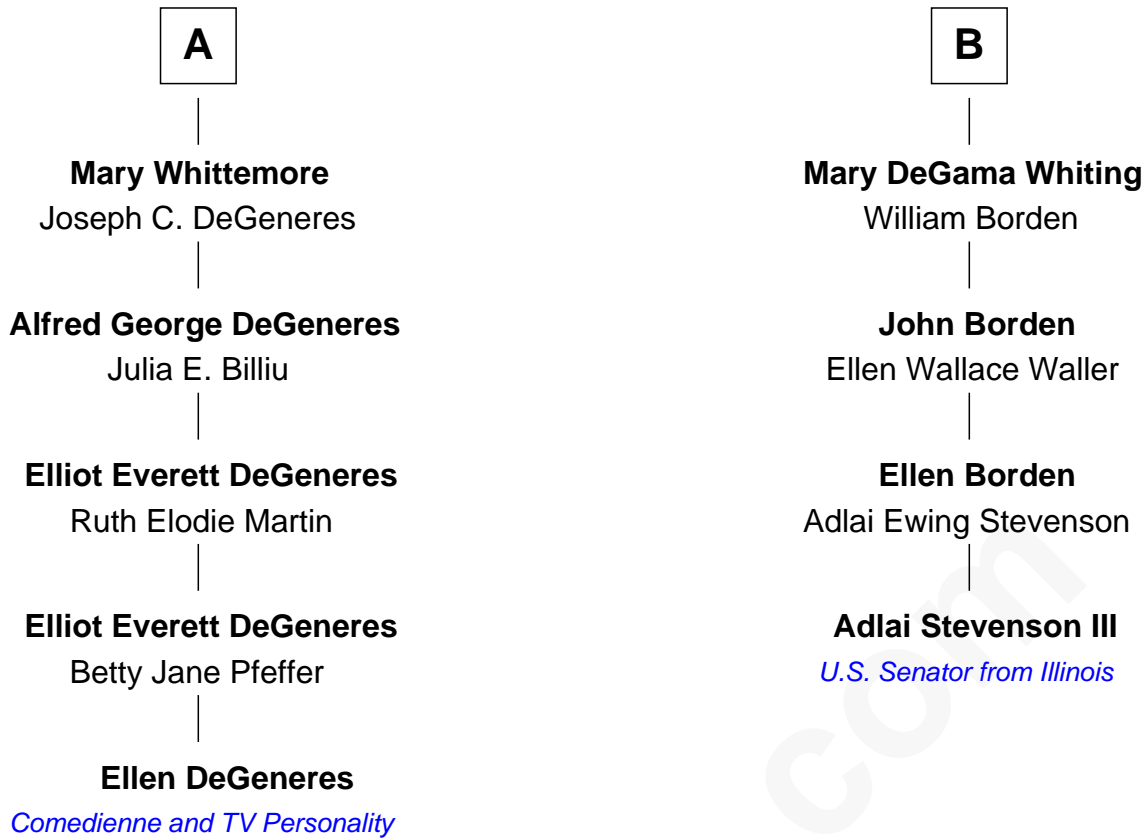 A
Mary Whittemore
Joseph C. DeGeneres
Alfred George DeGeneres
Julia E. Billiu
Elliot Everett DeGeneres
Ruth Elodie Martin
Elliot Everett DeGeneres
Betty Jane Pfeffer
Ellen DeGeneres
Comedienne and TV Personality
B
Mary DeGama Whiting
William Borden
John Borden
Ellen Wallace Waller
Ellen Borden
Adlai Ewing Stevenson
Adlai Stevenson III
U.S. Senator from Illinois
com